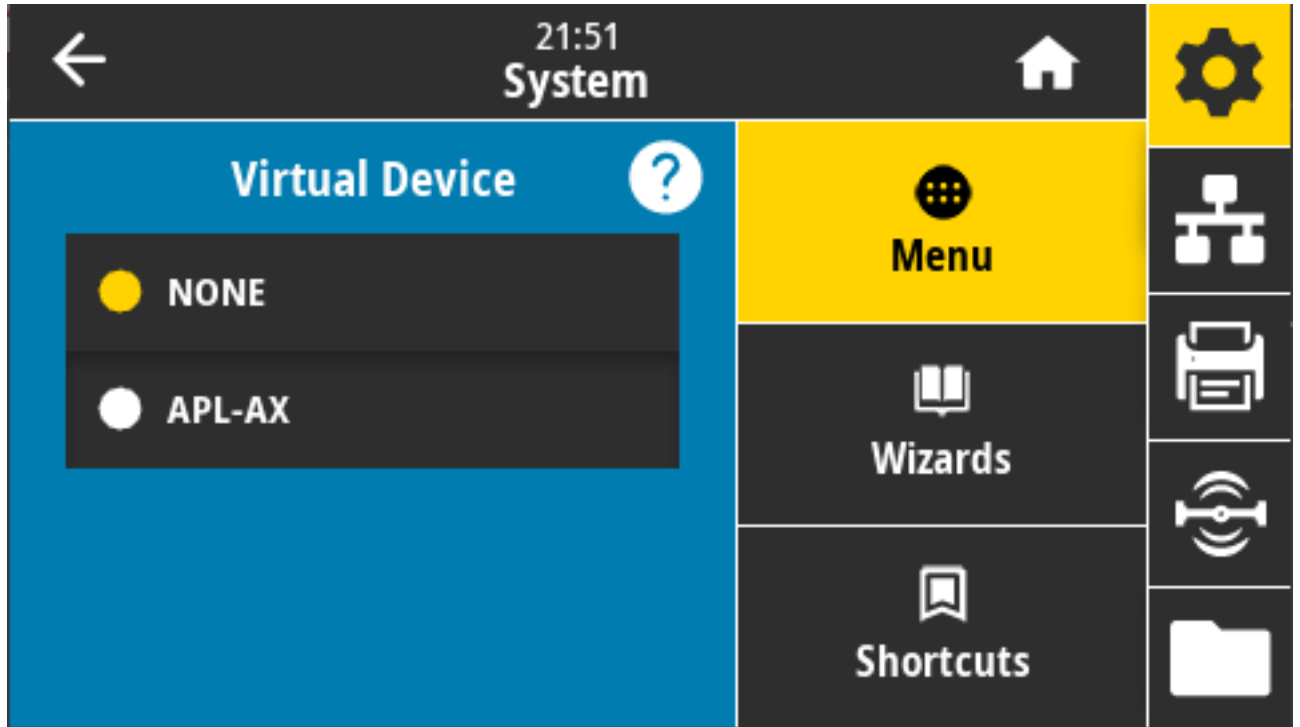 21:51
System
Virtual Device
?
NONE
APL-AX
Menu
Wizards
Shortcuts